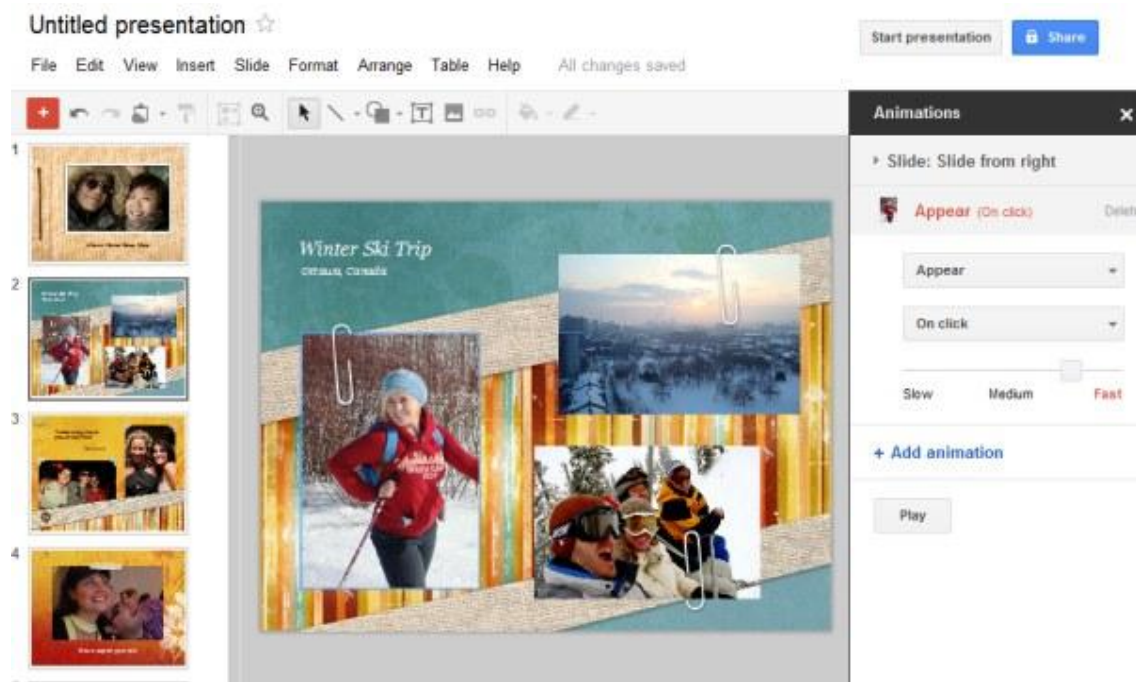 Untitled presentation
Start presentation
Share
File Edit View Insert Slide Format Arrange Table Help All changes saved
Animations
Slide: Slide from right
Appear (On click) Delet
Appear
On click
Slow Medium Fast
+ Add animation
Play
1
2
3
4
Winter Ski Trip
Ottawa, Canada